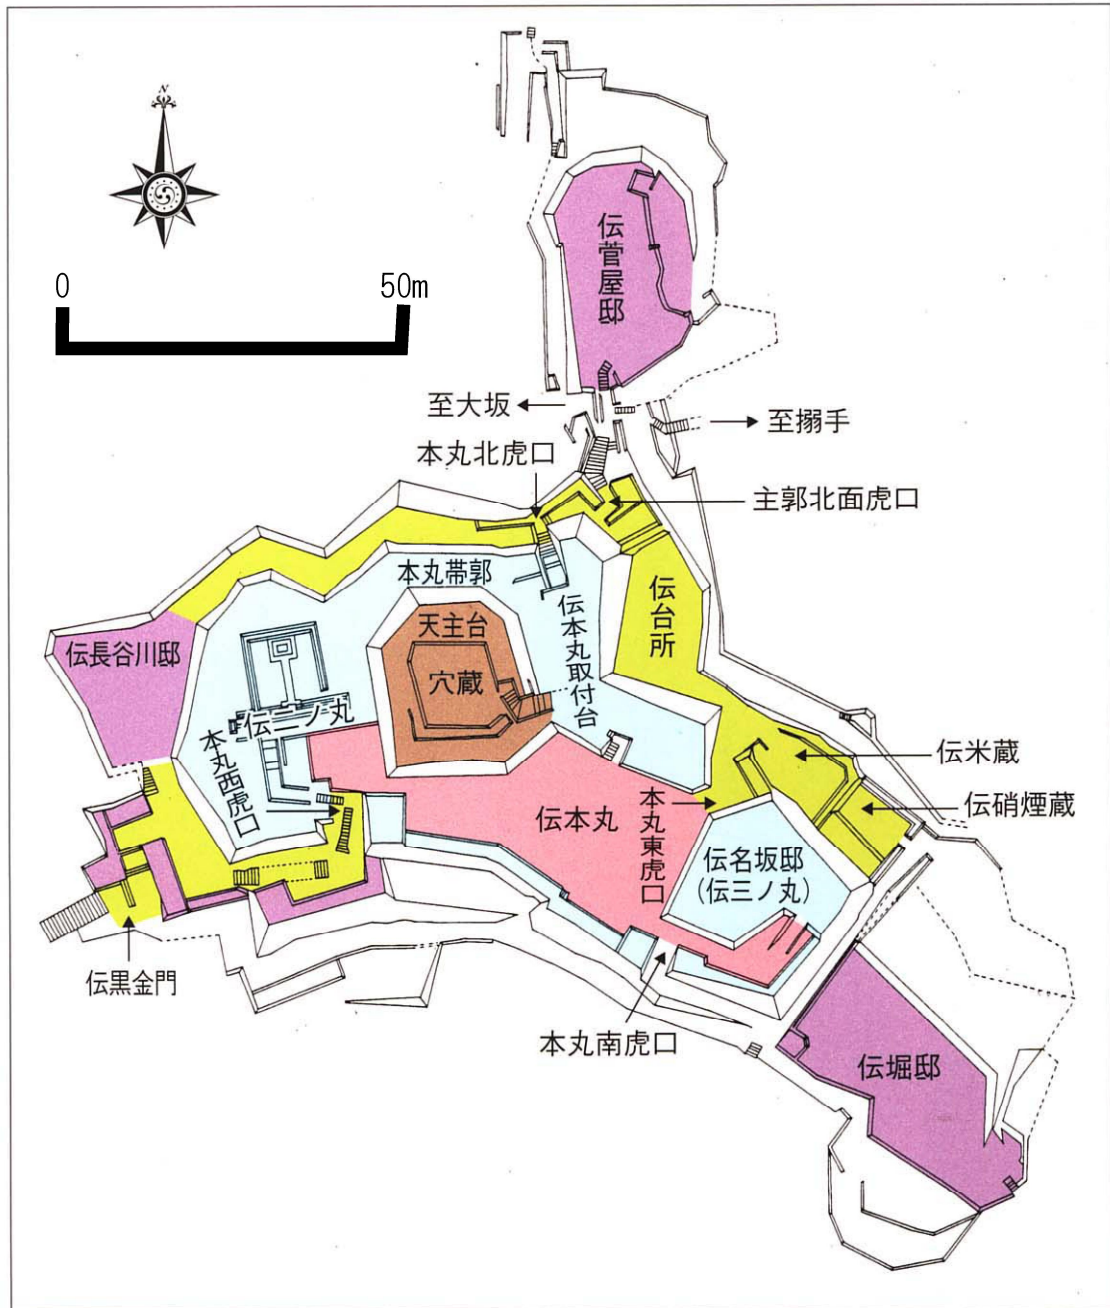 N
0 50m
伝菅屋邸
至大坂
至搦手
本丸北虎口
主郭北面虎口
本丸帯郭
伝本丸取付台
伝台所
天主台
穴蔵
伝長谷川邸
伝二ノ丸
本丸西虎口
伝米蔵
伝硝煙蔵
伝本丸
本丸東虎口
伝名坂邸
(伝三ノ丸)
伝黒金門
本丸南虎口
伝堀邸